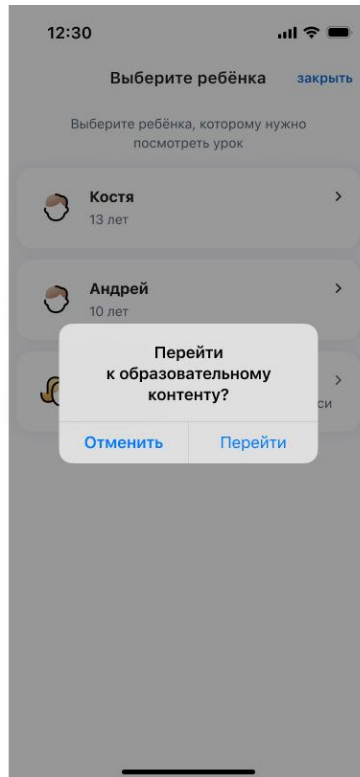 12:30
Выберите ребёнка
закрыть
Выберите ребёнка, которому нужно
посмотреть урок
Костя
13 лет
Андрей
10 лет
Перейти
к образовательному
контенту?
Отменить
Перейти